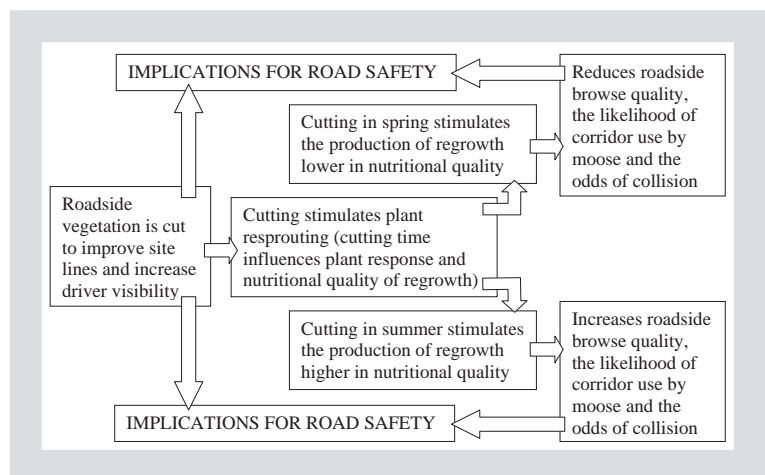 IMPLICATIONS FOR ROAD SAFETY
Reduces roadside
browse quality,
the likelihood of
corridor use by
moose and the
odds of collision
Cutting in spring stimulates
the production of regrowth
lower in nutritional quality
Roadside
vegetation is cut
to improve site
lines and increase
driver visibility
Cutting stimulates plant
resprouting (cutting time
influences plant response and
nutritional quality of regrowth)
Cutting in summer stimulates
the production of regrowth
higher in nutritional quality
Increases roadside
browse quality,
the likelihood of
corridor use by
moose and the
odds of collision
IMPLICATIONS FOR ROAD SAFETY